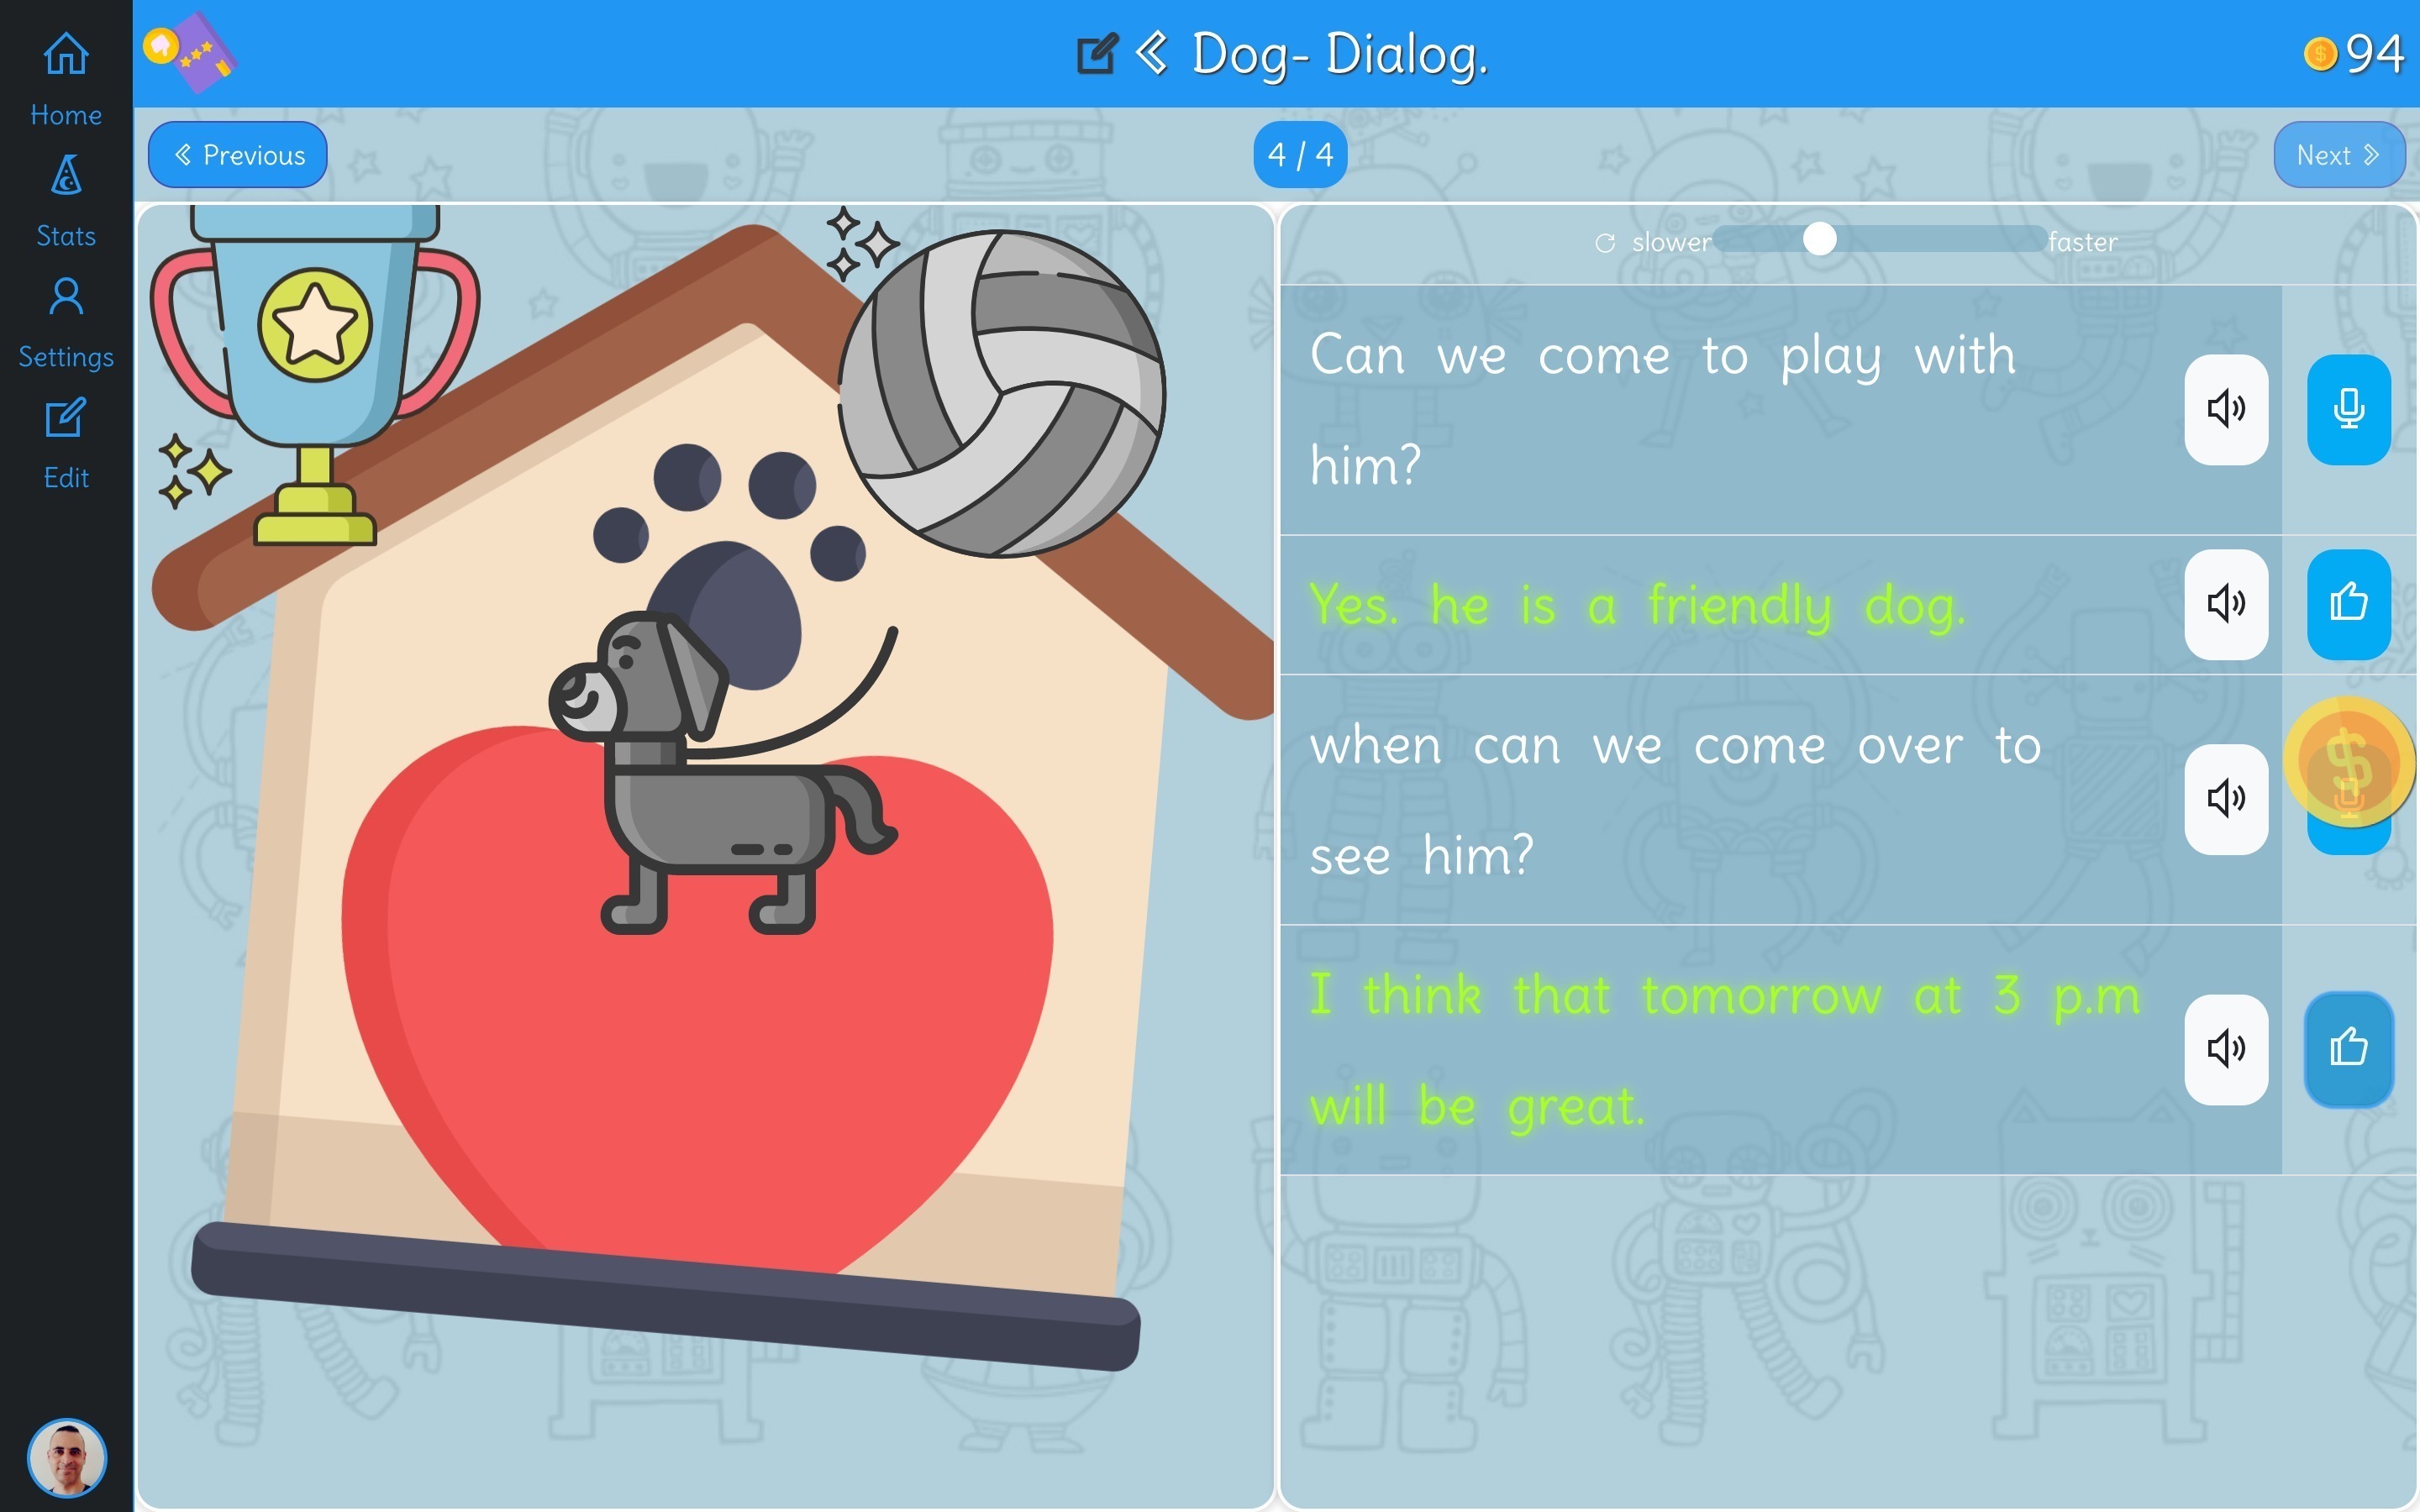 Home
Stats
Settings
Edit
Dog- Dialog.
94
Previous
4 / 4
Next
slower
faster
Can we come to play with
him?
Yes. he is a friendly dog.
when can we come over to
see him?
I think that tomorrow at 3 p.m
will be great.